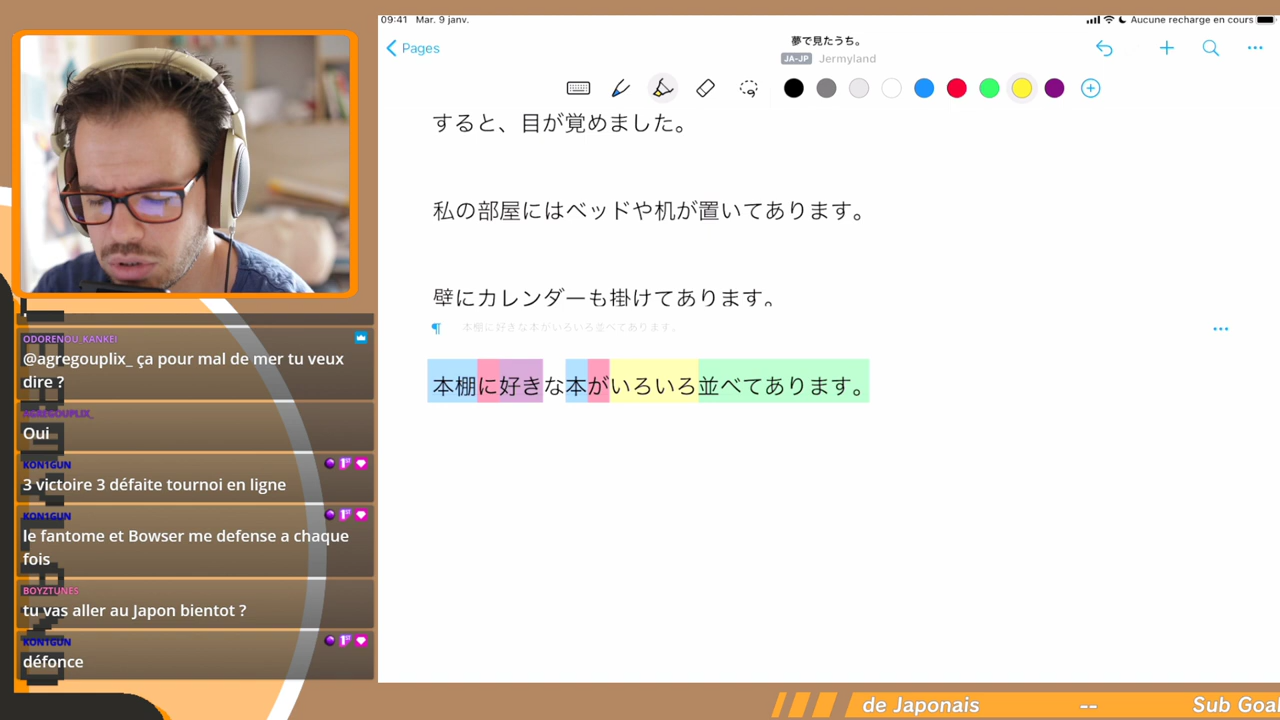 09:41 Mar. 9 janv.
Aucune recharge en cours
Pages
夢で見たうち。
JA-JP Jermyland
すると、目が覚めました。
私の部屋にはベッドや机が置いてあります。
壁にカレンダーも掛けてあります。
本棚に好きな本がいろいろ並べてあります。
本棚に好きな本がいろいろ並べてあります。
ODORENOU_KANKEI
@agregouplix_ ça pour mal de mer tu veux
dire ?
AGREGOUPLIX_
Oui
KON1GUN
3 victoire 3 défaite tournoi en ligne
KON1GUN
le fantome et Bowser me defense a chaque
fois
BOYZTUNES
tu vas aller au Japon bientot ?
KON1GUN
défonce
de Japonais -- Sub Goal